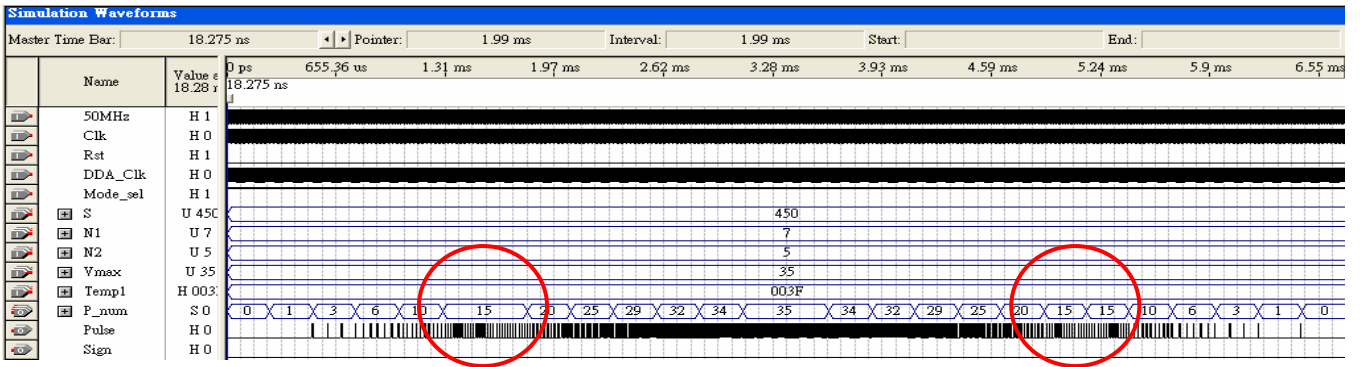 Simulation Waveforms
Master Time Bar: 18.275 ns Pointer: 1.99 ms Interval: 1.99 ms Start: End:
Name Value a 18.28 n 0 ps 655.36 us 1.31 ms 1.97 ms 2.62 ms 3.28 ms 3.93 ms 4.59 ms 5.24 ms 5.9 ms 6.55 ms
18.275 ns
50MHz H 1
Clk H 0
Rst H 1
DDA_Clk H 0
Mode_sel H 1
S U 450 450
N1 U 7 7
N2 U 5 5
Vmax U 35 35
Temp1 H 003 003F
P_num S 0 0 1 3 6 10 15 20 25 29 32 34 35 34 32 29 25 20 15 15 10 6 3 1 0
Pulse H 0
Sign H 0